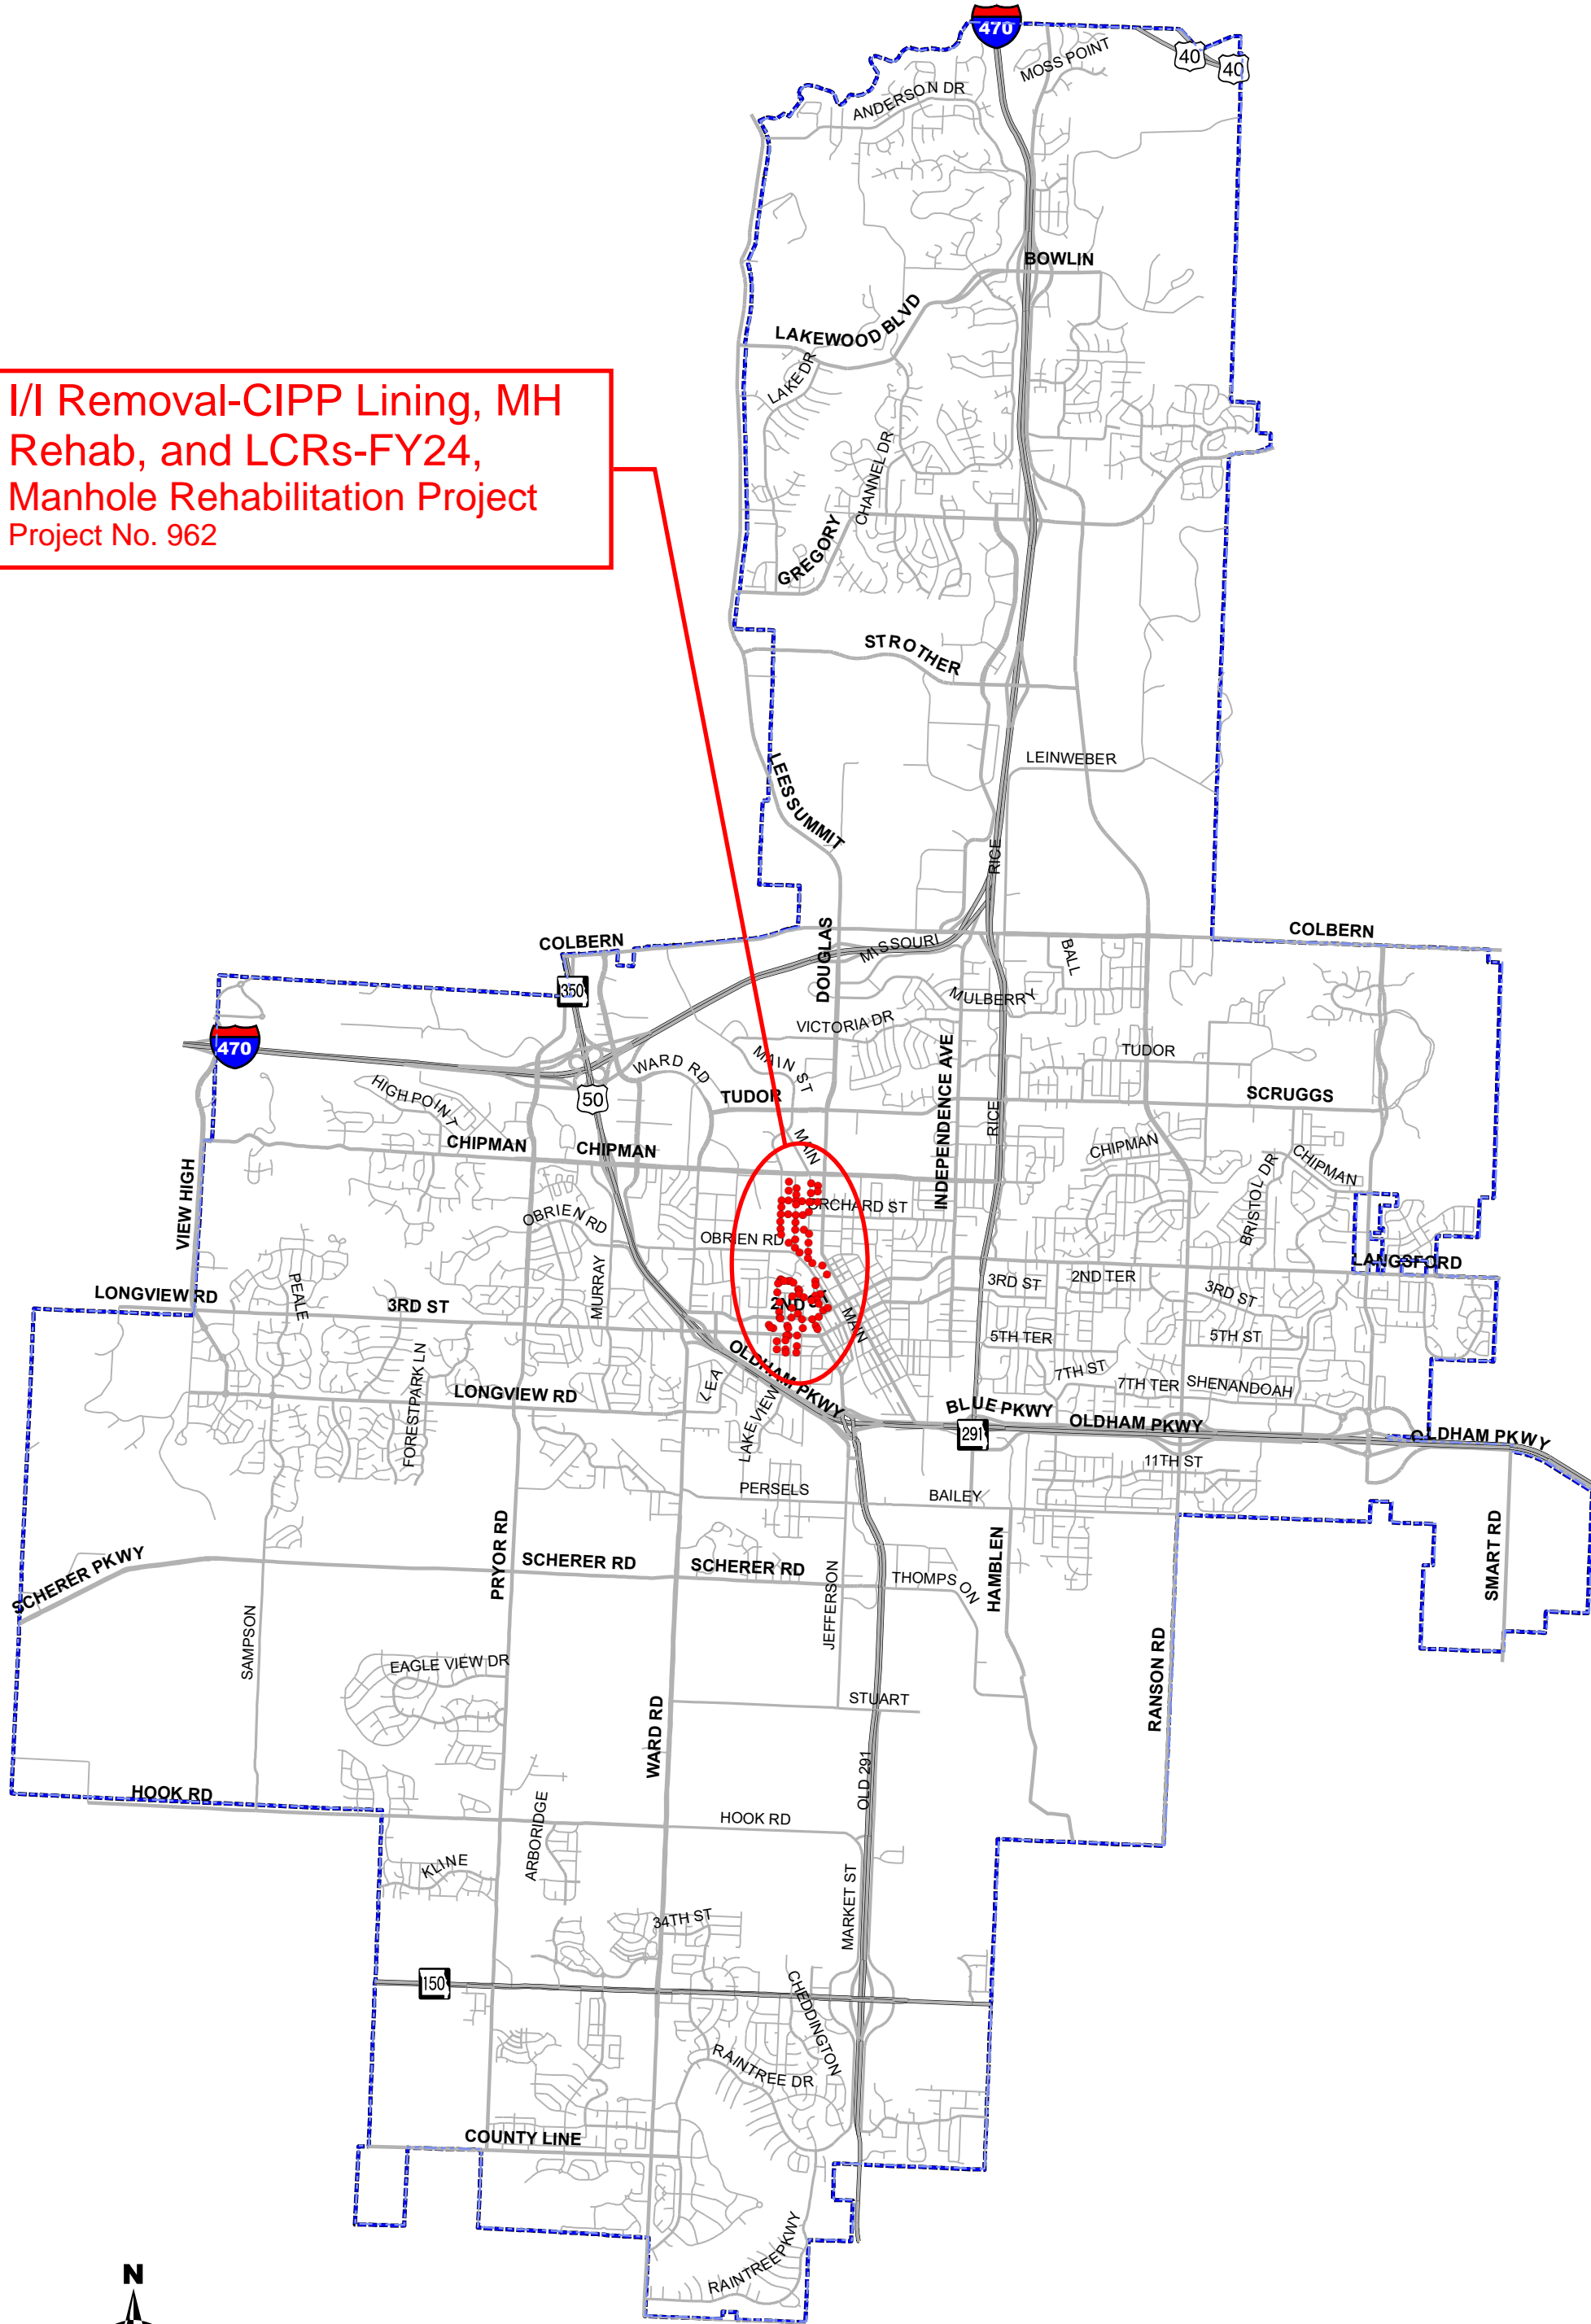 470
MOSS POINT
40
40
ANDERSON DR
BOWLIN
LAKEWOOD BLVD
LAKE DR
I/I Removal-CIPP Lining, MH
Rehab, and LCRs-FY24,
Manhole Rehabilitation Project
Project No. 962
CHANNEL DR
GREGORY
STROTHER
LEINWEBER
LEESSUMMIT
RICE
COLBERN
DOUGLAS
MISSOURI
BALL
COLBERN
350
MULBERRY
VICTORIA DR
470
WARD RD
MAIN ST
INDEPENDENCE AVE
TUDOR
HIGH POINT
50
TUDOR
RICE
SCRUGGS
CHIPMAN
CHIPMAN
MAIN
CHIPMAN
CHIPMAN
VIEW HIGH
OBRIEN RD
ORCHARD ST
BRISTOL DR
OBRIEN RD
LANGSFORD
LONGVIEW RD
PEALE
3RD ST
MURRAY
2ND ST
MAIN
3RD ST
2ND TER
3RD ST
5TH TER
5TH ST
FORESTPARK LN
LONGVIEW RD
LEA
OLDHAM PKWY
LAKEVIEW
7TH ST
7TH TER
SHENANDOAH
BLUE PKWY
OLDHAM PKWY
291
OLDHAM PKWY
11TH ST
PERSELS
BAILEY
SCHERER PKWY
PRYOR RD
SCHERER RD
SCHERER RD
THOMPSON
HAMBLEN
SMART RD
JEFFERSON
SAMPSON
EAGLE VIEW DR
RANSON RD
WARD RD
STUART
HOOK RD
OLD 291
HOOK RD
ARBORIDGE
KLINE
MARKET ST
34TH ST
150
CHEDDINGTON
RAINTREE DR
COUNTY LINE
RAINTREE PKWY
N